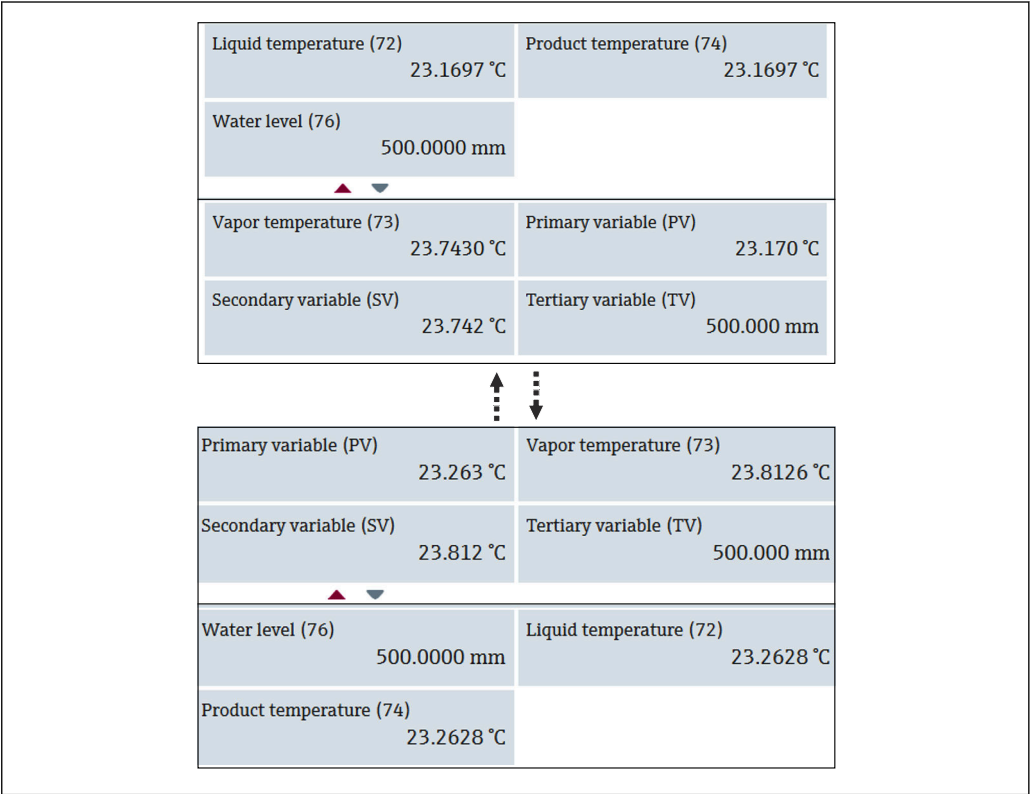 Liquid temperature (72)
23.1697 °C
Product temperature (74)
23.1697 °C
Water level (76)
500.0000 mm
Vapor temperature (73)
23.7430 °C
Primary variable (PV)
23.170 °C
Secondary variable (SV)
23.742 °C
Tertiary variable (TV)
500.000 mm
Primary variable (PV)
23.263 °C
Vapor temperature (73)
23.8126 °C
Secondary variable (SV)
23.812 °C
Tertiary variable (TV)
500.000 mm
Water level (76)
500.0000 mm
Liquid temperature (72)
23.2628 °C
Product temperature (74)
23.2628 °C